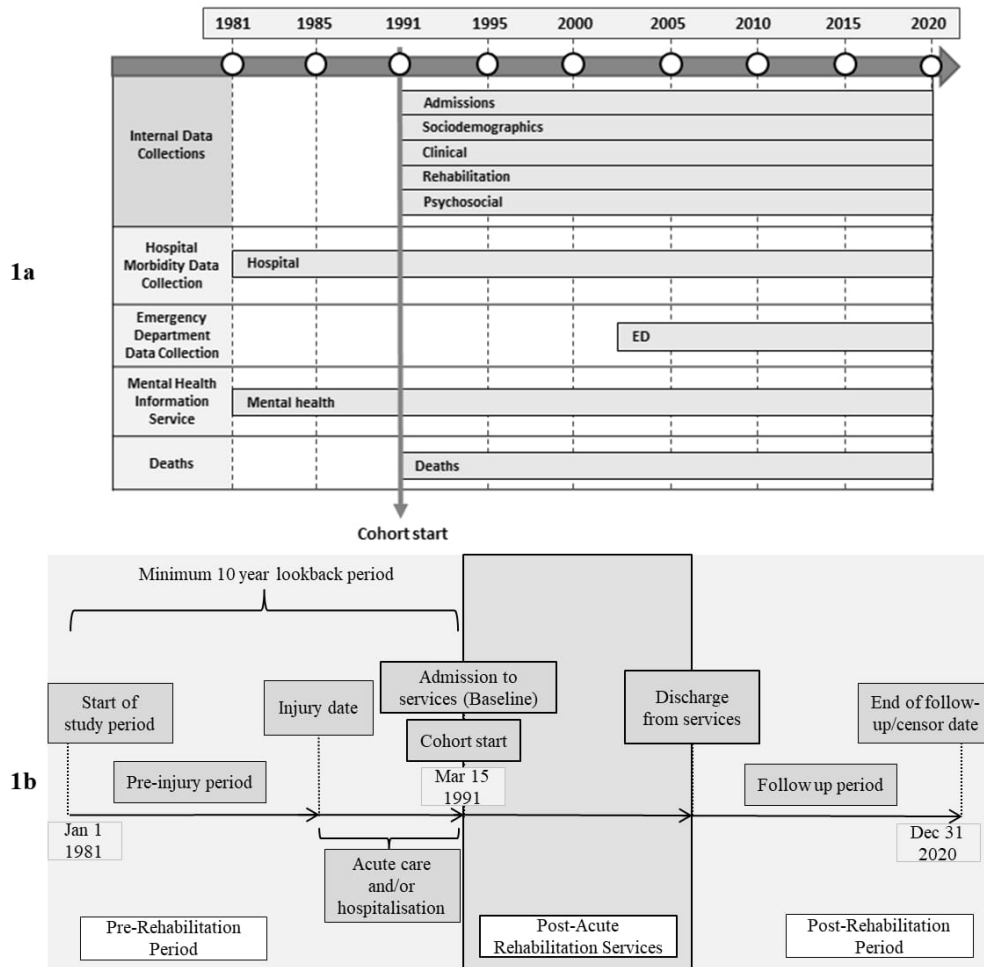 1981 1985 1991 1995 2000 2005 2010 2015 2020
1a
Internal Data
Collections
Admissions
Sociodemographics
Clinical
Rehabilitation
Psychosocial
Hospital
Morbidity Data
Collection
Hospital
Emergency
Department
Data Collection
ED
Mental Health
Information
Service
Mental health
Deaths
Deaths
Cohort start
1b
Minimum 10 year lookback period
Start of
study period
Injury date
Admission to
services (Baseline)
Cohort start
Mar 15
1991
Discharge
from services
End of follow-
up/censor date
Pre-injury period
Follow up period
Jan 1
1981
Dec 31
2020
Acute care
and/or
hospitalisation
Pre-Rehabilitation
Period
Post-Acute
Rehabilitation Services
Post-Rehabilitation
Period